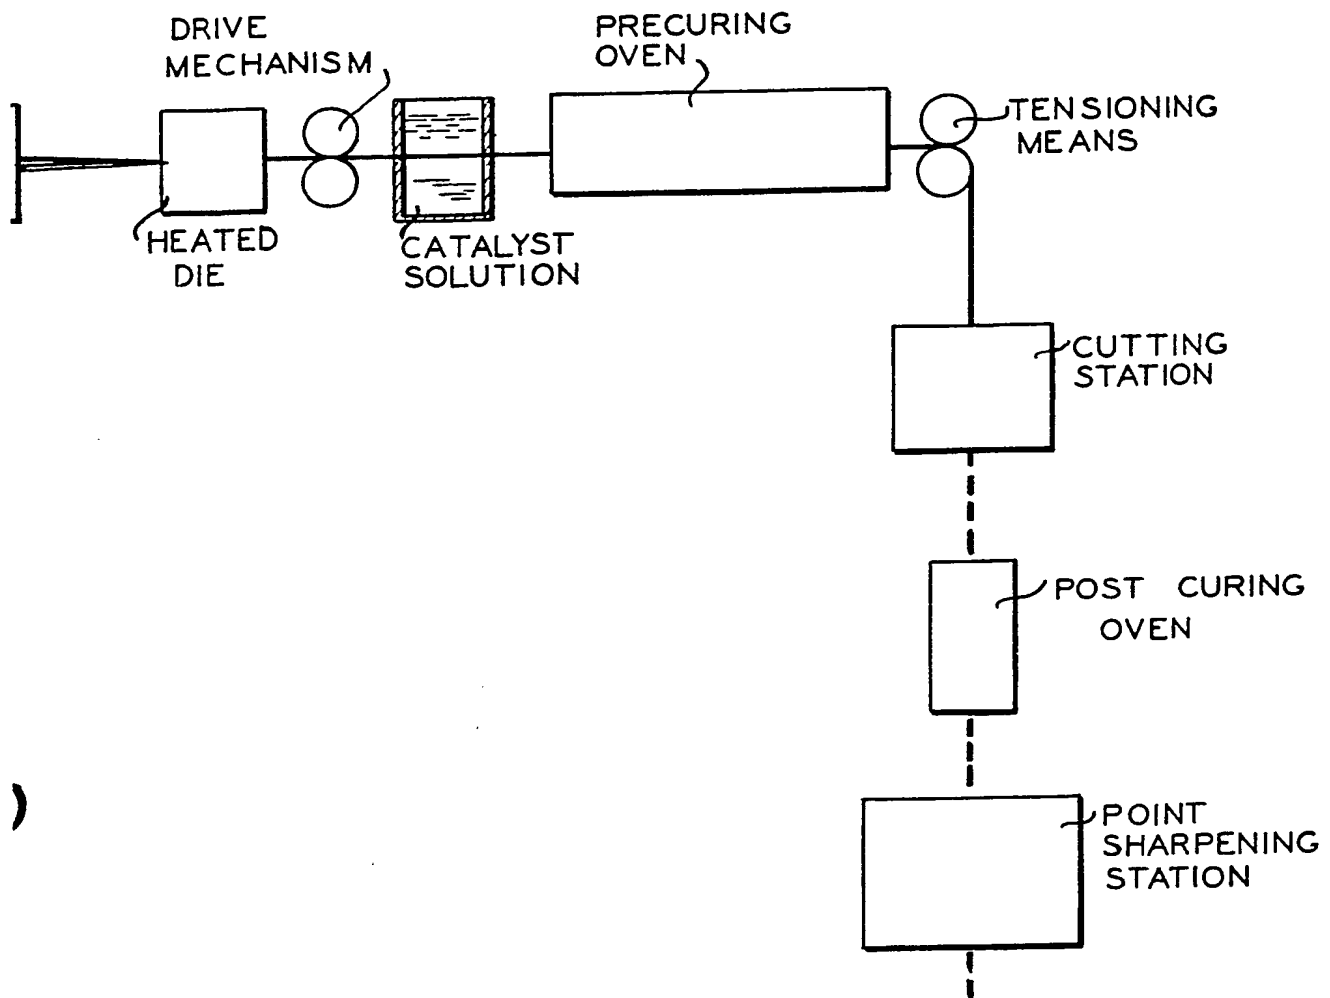 DRIVE
MECHANISM
PRECURING
OVEN
TENSIONING
MEANS
HEATED
DIE
CATALYST
SOLUTION
CUTTING
STATION
POST CURING
OVEN
)
POINT
SHARPENING
STATION